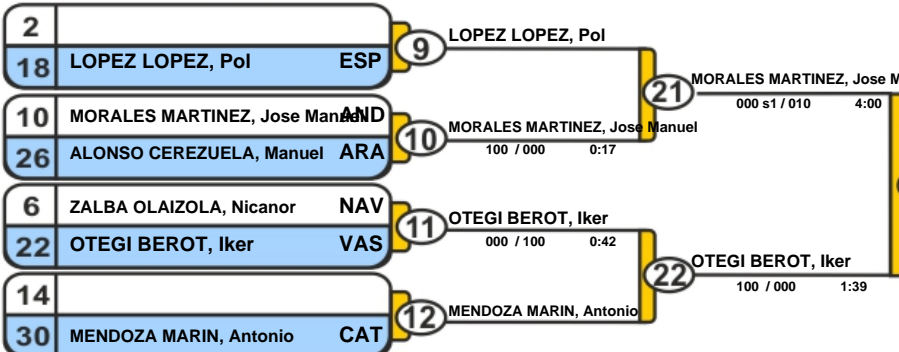 2
18 LOPEZ LOPEZ, Pol ESP
9 LOPEZ LOPEZ, Pol
10 MORALES MARTINEZ, Jose Manuel AND
26 ALONSO CEREZUELA, Manuel ARA
10 MORALES MARTINEZ, Jose Manuel
100 / 000 0:17
21 MORALES MARTINEZ, Jose M
000 s1 / 010 4:00
6 ZALBA OLAIZOLA, Nicanor NAV
22 OTEGI BEROT, Iker VAS
11 OTEGI BEROT, Iker
000 / 100 0:42
14
30 MENDOZA MARIN, Antonio CAT
12 MENDOZA MARIN, Antonio
22 OTEGI BEROT, Iker
100 / 000 1:39